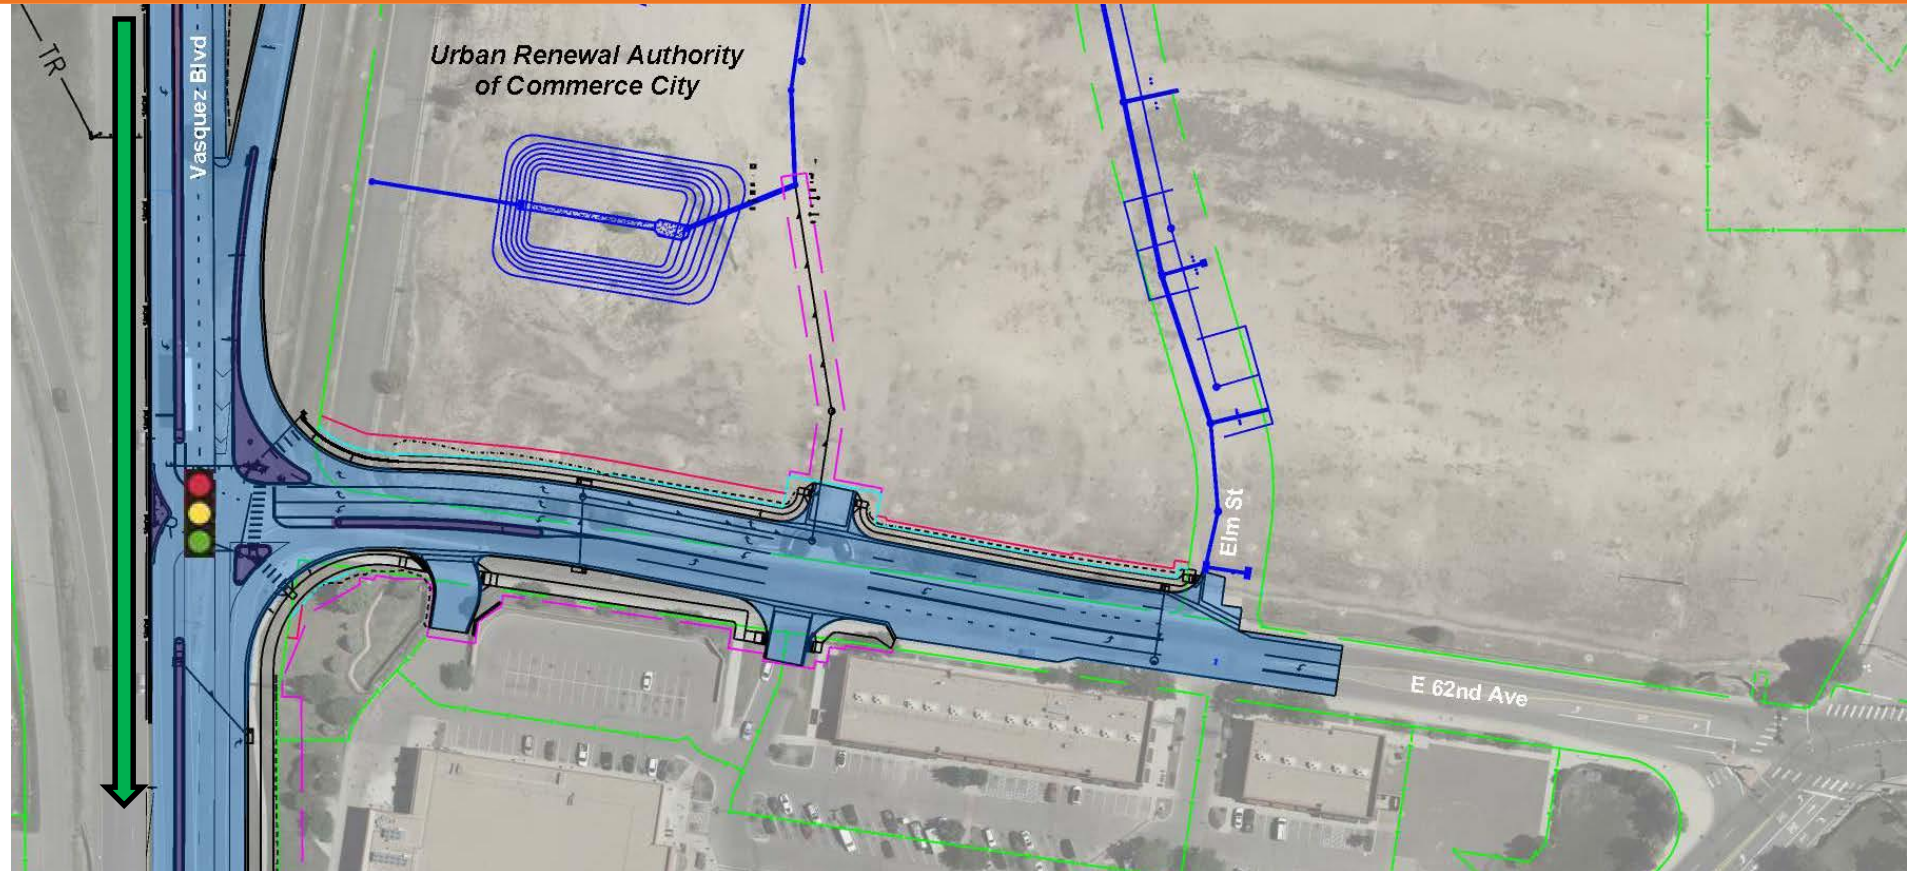 TR
Vasquez Blvd
Urban Renewal Authority
of Commerce City
Elm St
E 62nd Ave